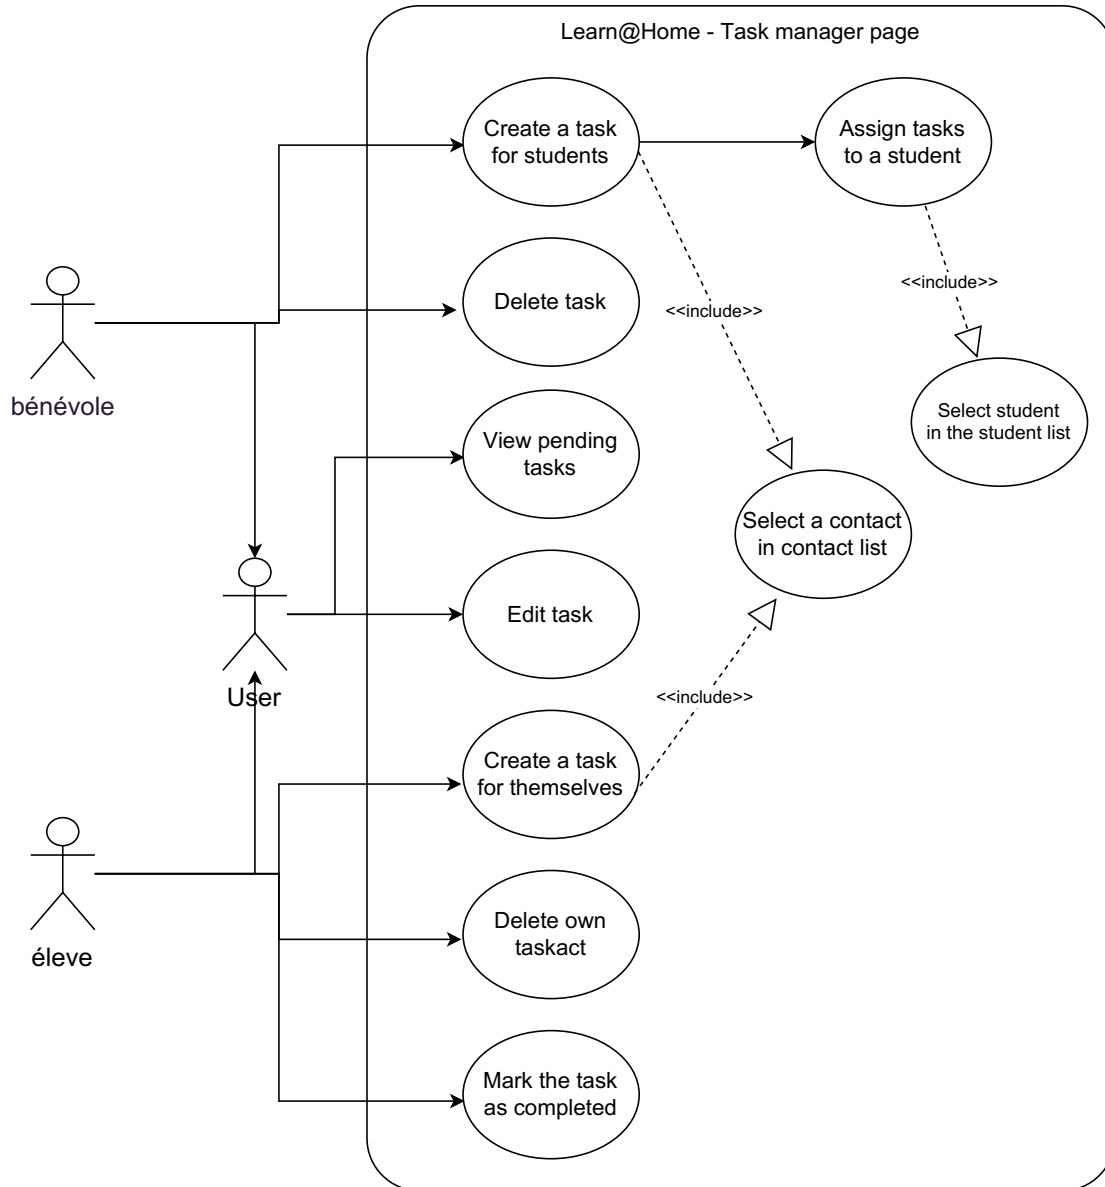 Learn@Home - Task manager page
Create a task
for students
Assign tasks
to a student
Delete task
<<include>>
<<include>>
bénévole
View pending
tasks
Select student
in the student list
Select a contact
in contact list
Edit task
User
<<include>>
Create a task
for themselves
Delete own
taskact
éleve
Mark the task
as completed